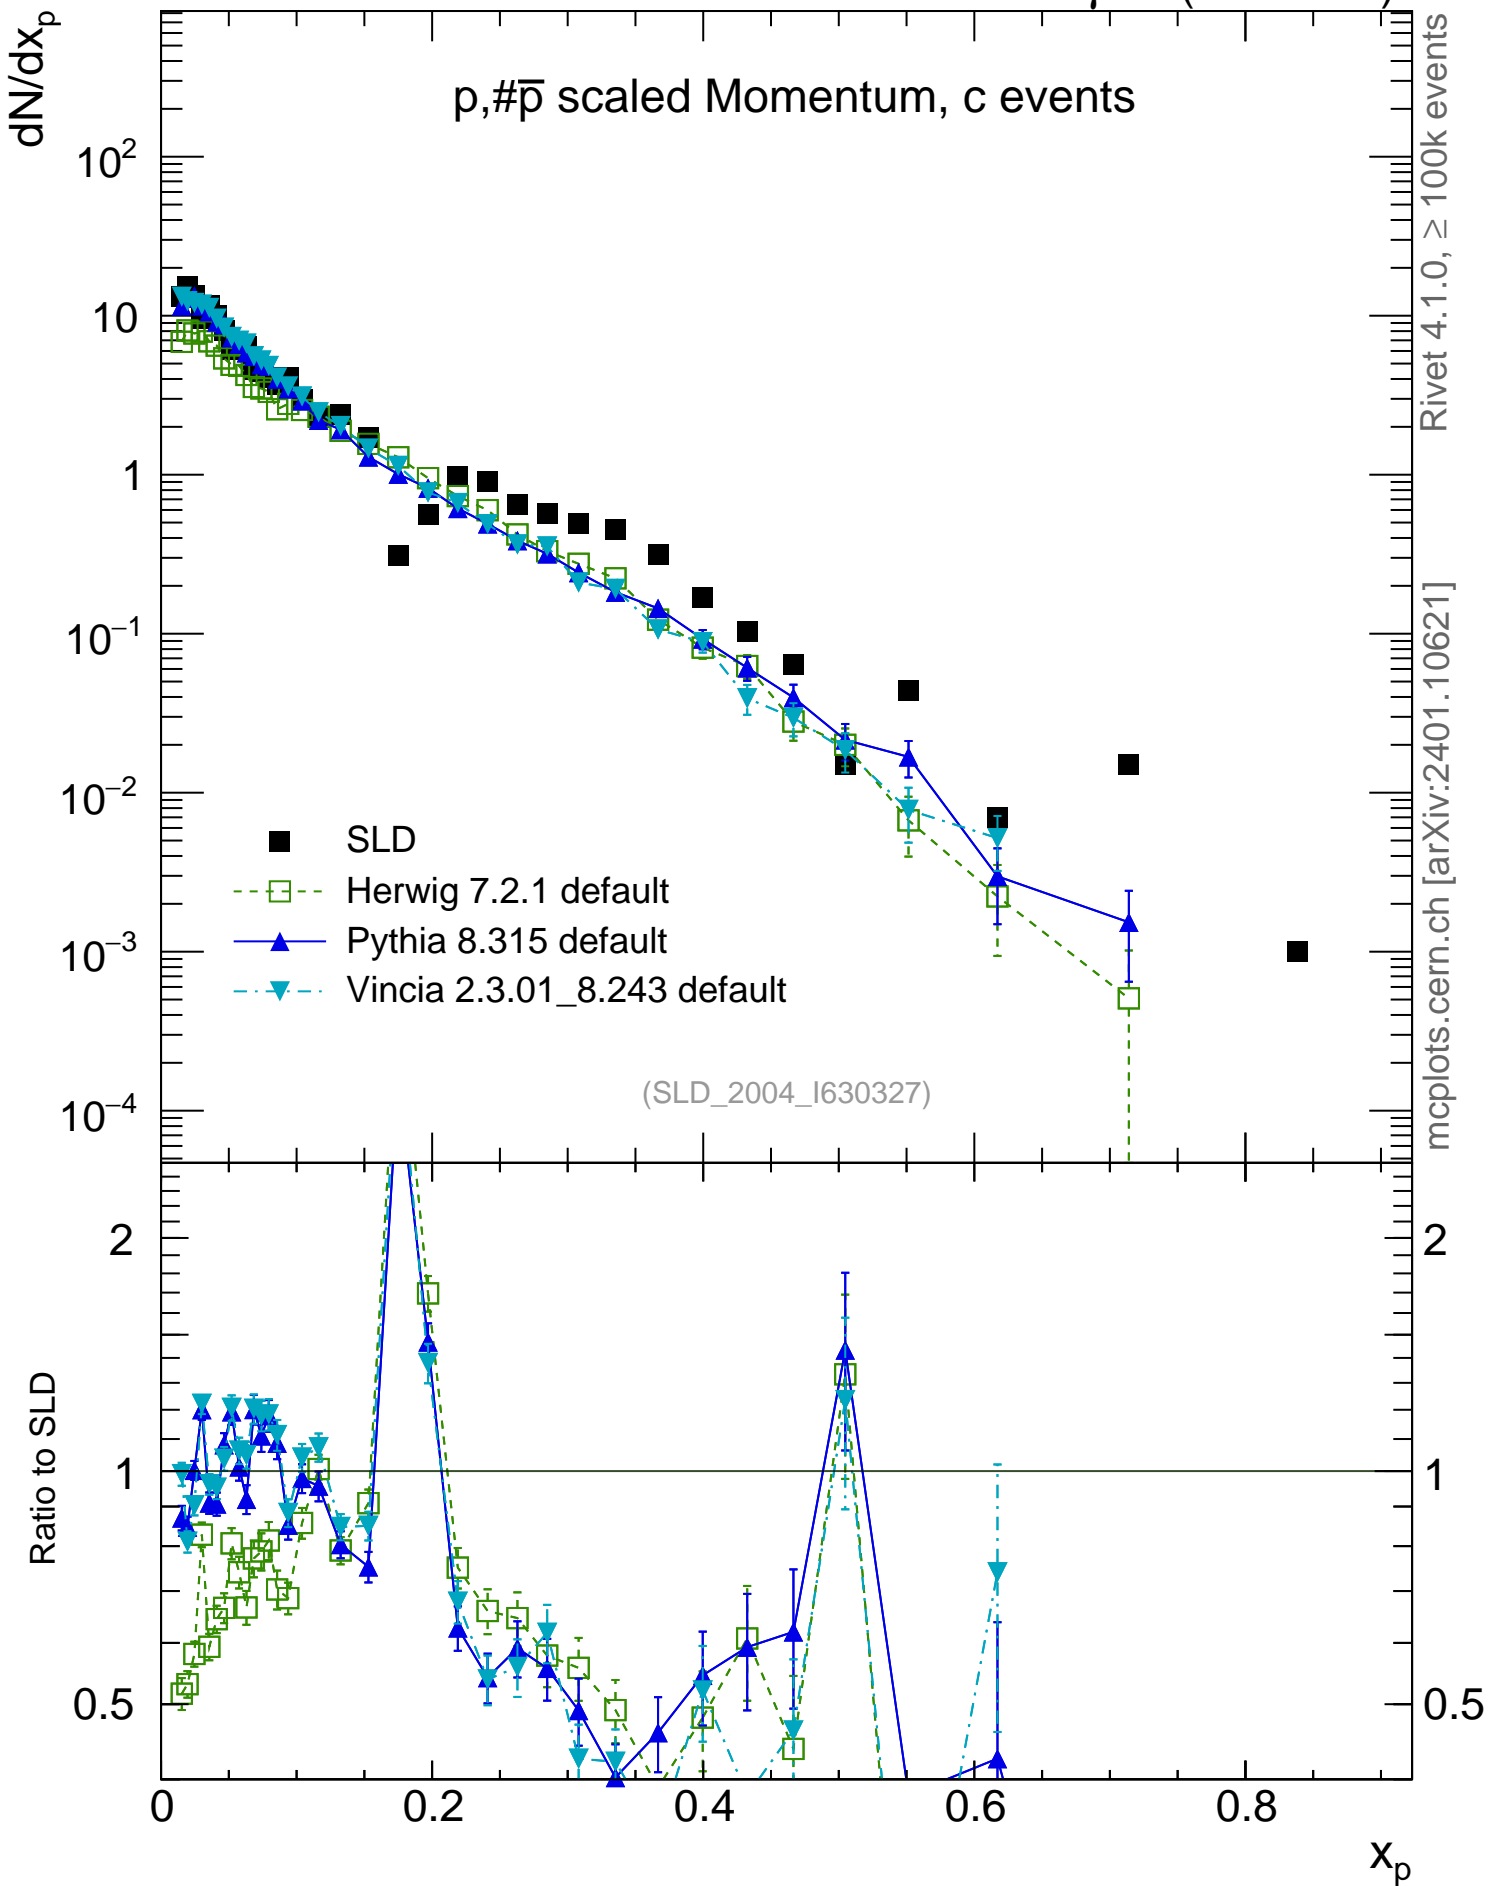 dN/dx_p
p,#p̅ scaled Momentum, c events
10²
10
1
10⁻¹
10⁻²
10⁻³
10⁻⁴
SLD
Herwig 7.2.1 default
Pythia 8.315 default
Vincia 2.3.01_8.243 default
(SLD_2004_I630327)
Rivet 4.1.0, ≥ 100k events
mcplots.cern.ch [arXiv:2401.10621]
Ratio to SLD
2
1
0.5
2
1
0.5
0
0.2
0.4
0.6
0.8
x_p